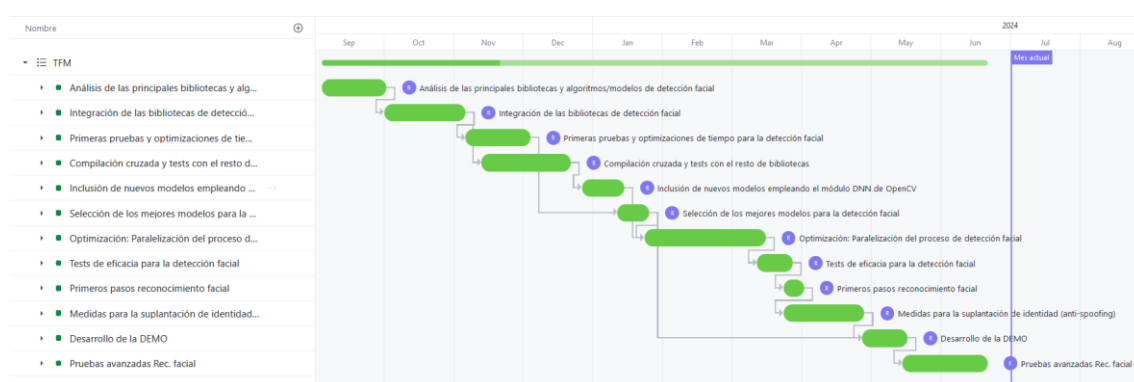 Nombre
2024
Sep Oct Nov Dec Jan Feb Mar Apr May Jun Jul Aug
Mes actual
TFM
Análisis de las principales bibliotecas y alg...
R Análisis de las principales bibliotecas y algoritmos/modelos de detección facial
Integración de las bibliotecas de detecció...
R Integración de las bibliotecas de detección facial
Primeras pruebas y optimizaciones de tie...
R Primeras pruebas y optimizaciones de tiempo para la detección facial
Compilación cruzada y tests con el resto d...
R Compilación cruzada y tests con el resto de bibliotecas
Inclusión de nuevos modelos empleando ...
R Inclusión de nuevos modelos empleando el módulo DNN de OpenCV
Selección de los mejores modelos para la ...
R Selección de los mejores modelos para la detección facial
Optimización: Paralelización del proceso d...
R Optimización: Paralelización del proceso de detección facial
Tests de eficacia para la detección facial
R Tests de eficacia para la detección facial
Primeros pasos reconocimiento facial
R Primeros pasos reconocimiento facial
Medidas para la suplantación de identidad...
R Medidas para la suplantación de identidad (anti-spoofing)
Desarrollo de la DEMO
R Desarrollo de la DEMO
Pruebas avanzadas Rec. facial
R Pruebas avanzadas Rec. facial